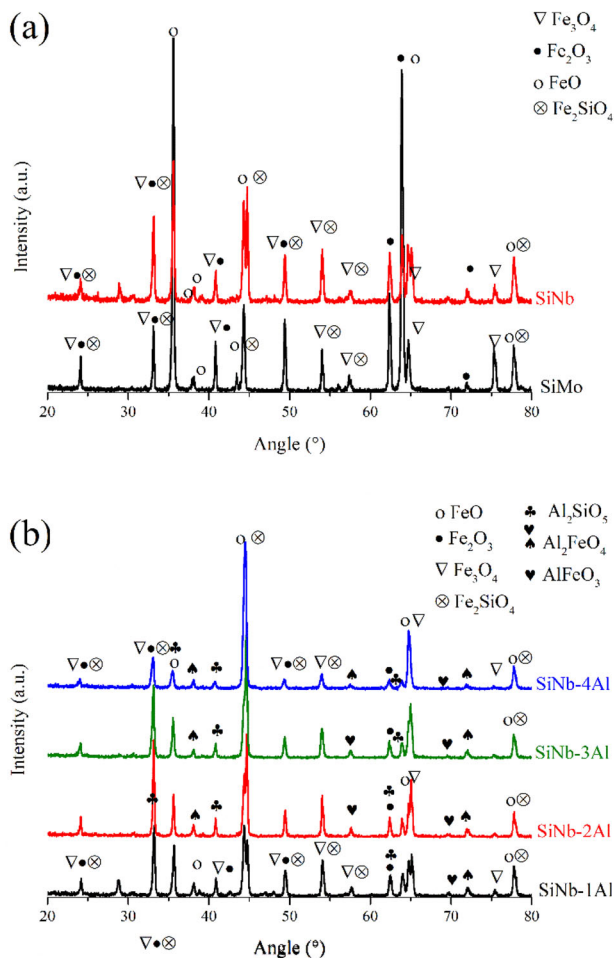 (a)
▽ Fe₃O₄
● Fe₂O₃
○ FeO
⊗ Fe₂SiO₄
Intensity (a.u.)
SiNb
SiMo
20 30 40 50 60 70 80
Angle (°)
(b)
○ FeO
● Fe₂O₃
▽ Fe₃O₄
⊗ Fe₂SiO₄
♣ Al₂SiO₅
♥
♠ Al₂FeO₄
♥ AlFeO₃
Intensity (a.u.)
SiNb-4Al
SiNb-3Al
SiNb-2Al
SiNb-1Al
20 30 40 50 60 70 80
Angle (°)